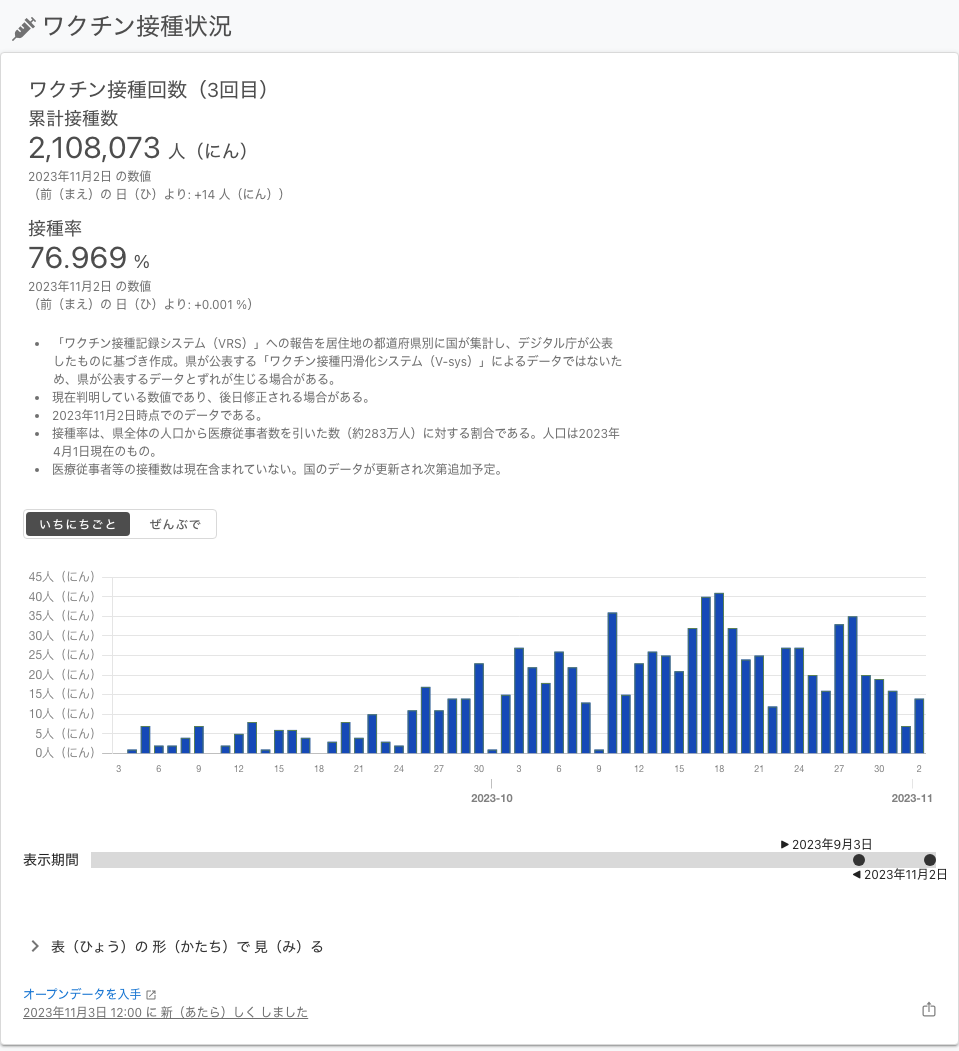 ワクチン接種状況
ワクチン接種回数（3回目）
累計接種数
2,108,073 人（にん）
2023年11月2日 の数値
（前（まえ）の 日（ひ）より: +14 人（にん））
接種率
76.969 %
2023年11月2日 の数値
（前（まえ）の 日（ひ）より: +0.001 %）
• 「ワクチン接種記録システム（VRS）」への報告を居住地の都道府県別に国が集計し、デジタル庁が公表
したものに基づき作成。県が公表する「ワクチン接種円滑化システム（V-sys）」によるデータではないた
め、県が公表するデータとずれが生じる場合がある。
• 現在判明している数値であり、後日修正される場合がある。
• 2023年11月2日時点でのデータである。
• 接種率は、県全体の人口から医療従事者数を引いた数（約283万人）に対する割合である。人口は2023年
4月1日現在のもの。
• 医療従事者等の接種数は現在含まれていない。国のデータが更新され次第追加予定。
いちにちごと ぜんぶで
45人（にん）
40人（にん）
35人（にん）
30人（にん）
25人（にん）
20人（にん）
15人（にん）
10人（にん）
5人（にん）
0人（にん）
3 6 9 12 15 18 21 24 27 30 3 6 9 12 15 18 21 24 27 30 2
2023-10 2023-11
▶ 2023年9月3日
表示期間
◀ 2023年11月2日
表（ひょう）の 形（かたち）で 見（み）る
オープンデータを入手
2023年11月3日 12:00 に 新（あたら）しく しました